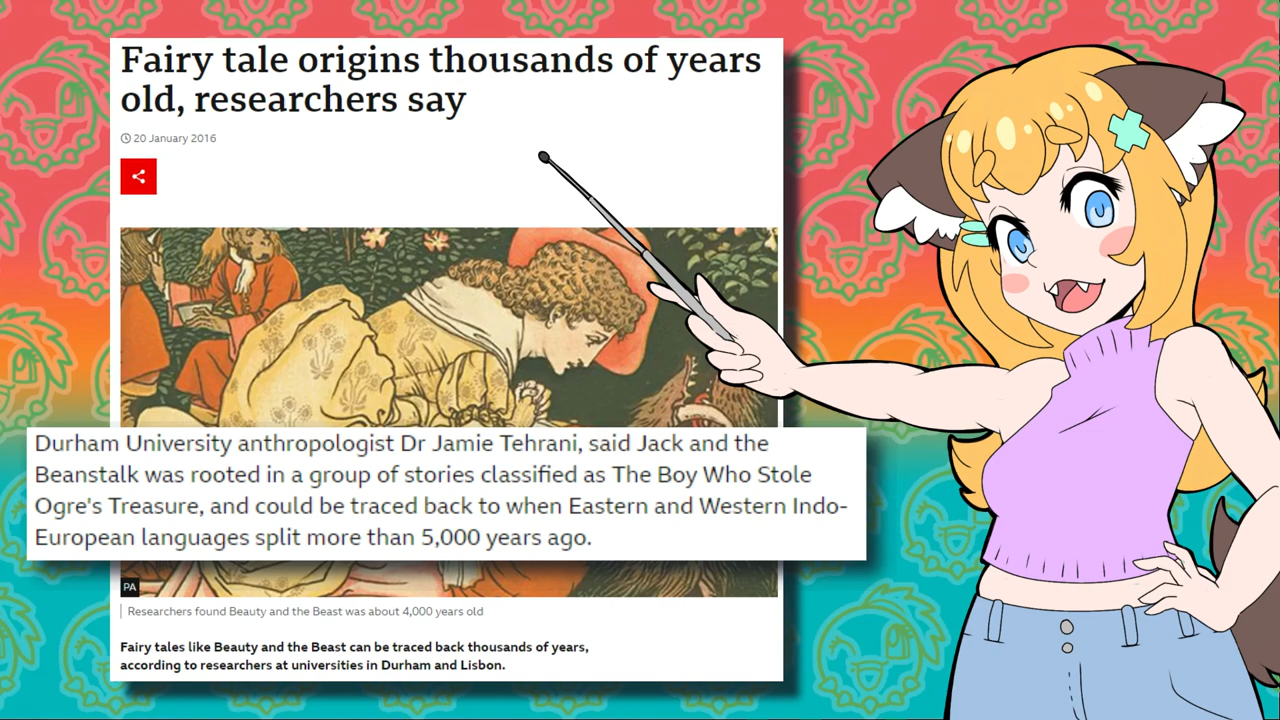 Fairy tale origins thousands of years
old, researchers say
20 January 2016
Durham University anthropologist Dr Jamie Tehrani, said Jack and the
Beanstalk was rooted in a group of stories classified as The Boy Who Stole
Ogre's Treasure, and could be traced back to when Eastern and Western Indo-
European languages split more than 5,000 years ago.
PA
Researchers found Beauty and the Beast was about 4,000 years old
Fairy tales like Beauty and the Beast can be traced back thousands of years,
according to researchers at universities in Durham and Lisbon.